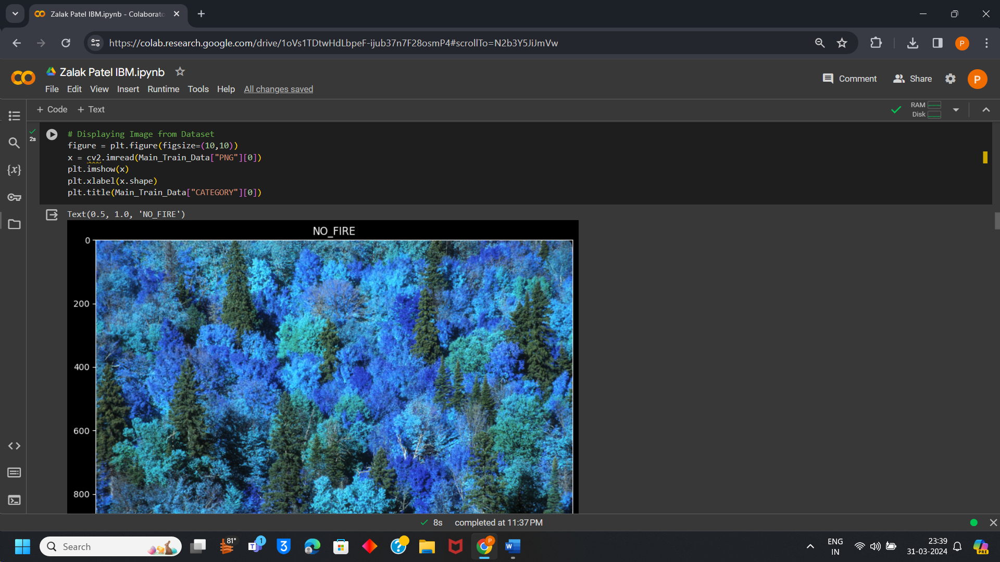 Zalak Patel IBM.ipynb - Colaborato
https://colab.research.google.com/drive/1oVs1TDtwHdLbpeF-ijub37n7F28osmP4#scrollTo=N2b3Y5JiJmVw
P
Zalak Patel IBM.ipynb
Comment
Share
P
File Edit View Insert Runtime Tools Help All changes saved
+ Code + Text
RAM
Disk
2s
# Displaying Image from Dataset
figure = plt.figure(figsize=(10,10))
x = cv2.imread(Main_Train_Data["PNG"][0])
plt.imshow(x)
plt.xlabel(x.shape)
plt.title(Main_Train_Data["CATEGORY"][0])
{x}
Text(0.5, 1.0, 'NO_FIRE')
NO_FIRE
0
200
400
600
800
8s completed at 11:37 PM
Search
81°
1
ENG
IN
23:39
31-03-2024
PRE